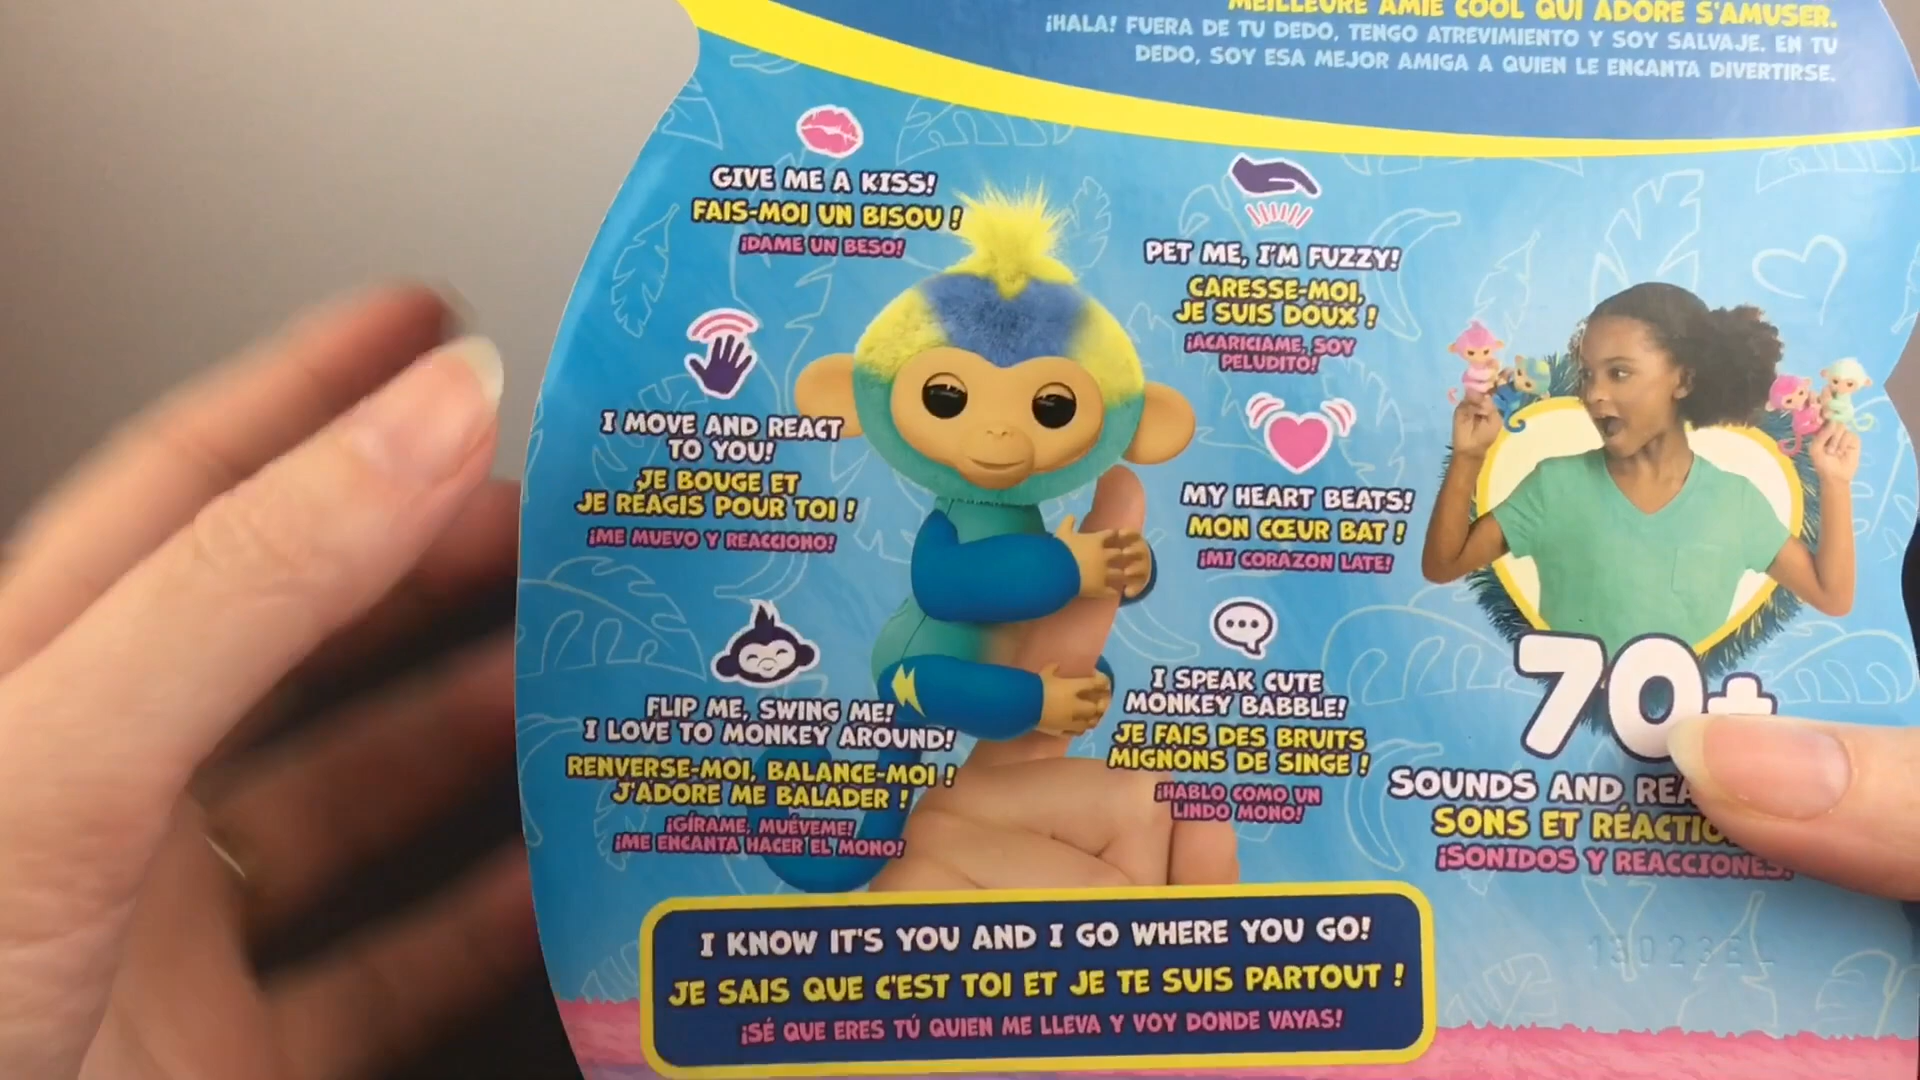 MEILLEURE AMIE COOL QUI ADORE S'AMUSER.
¡HALA! FUERA DE TU DEDO, TENGO ATREVIMIENTO Y SOY SALVAJE. EN TU
DEDO, SOY ESA MEJOR AMIGA A QUIEN LE ENCANTA DIVERTIRSE.
GIVE ME A KISS!
FAIS-MOI UN BISOU !
¡DAME UN BESO!
PET ME, I'M FUZZY!
CARESSE-MOI,
JE SUIS DOUX !
¡ACARICIAME, SOY
PELUDITO!
I MOVE AND REACT
TO YOU!
JE BOUGE ET
JE RÉAGIS POUR TOI !
¡ME MUEVO Y REACCIONO!
MY HEART BEATS!
MON CŒUR BAT !
¡MI CORAZON LATE!
FLIP ME, SWING ME!
I LOVE TO MONKEY AROUND!
RENVERSE-MOI, BALANCE-MOI !
J'ADORE ME BALADER !
¡GÍRAME, MUÉVEME!
¡ME ENCANTA HACER EL MONO!
I SPEAK CUTE
MONKEY BABBLE!
JE FAIS DES BRUITS
MIGNONS DE SINGE !
¡HABLO COMO UN
LINDO MONO!
70+
SOUNDS AND REA
SONS ET RÉACTIO
¡SONIDOS Y REACCIONES
I KNOW IT'S YOU AND I GO WHERE YOU GO!
JE SAIS QUE C'EST TOI ET JE TE SUIS PARTOUT !
¡SÉ QUE ERES TÚ QUIEN ME LLEVA Y VOY DONDE VAYAS!